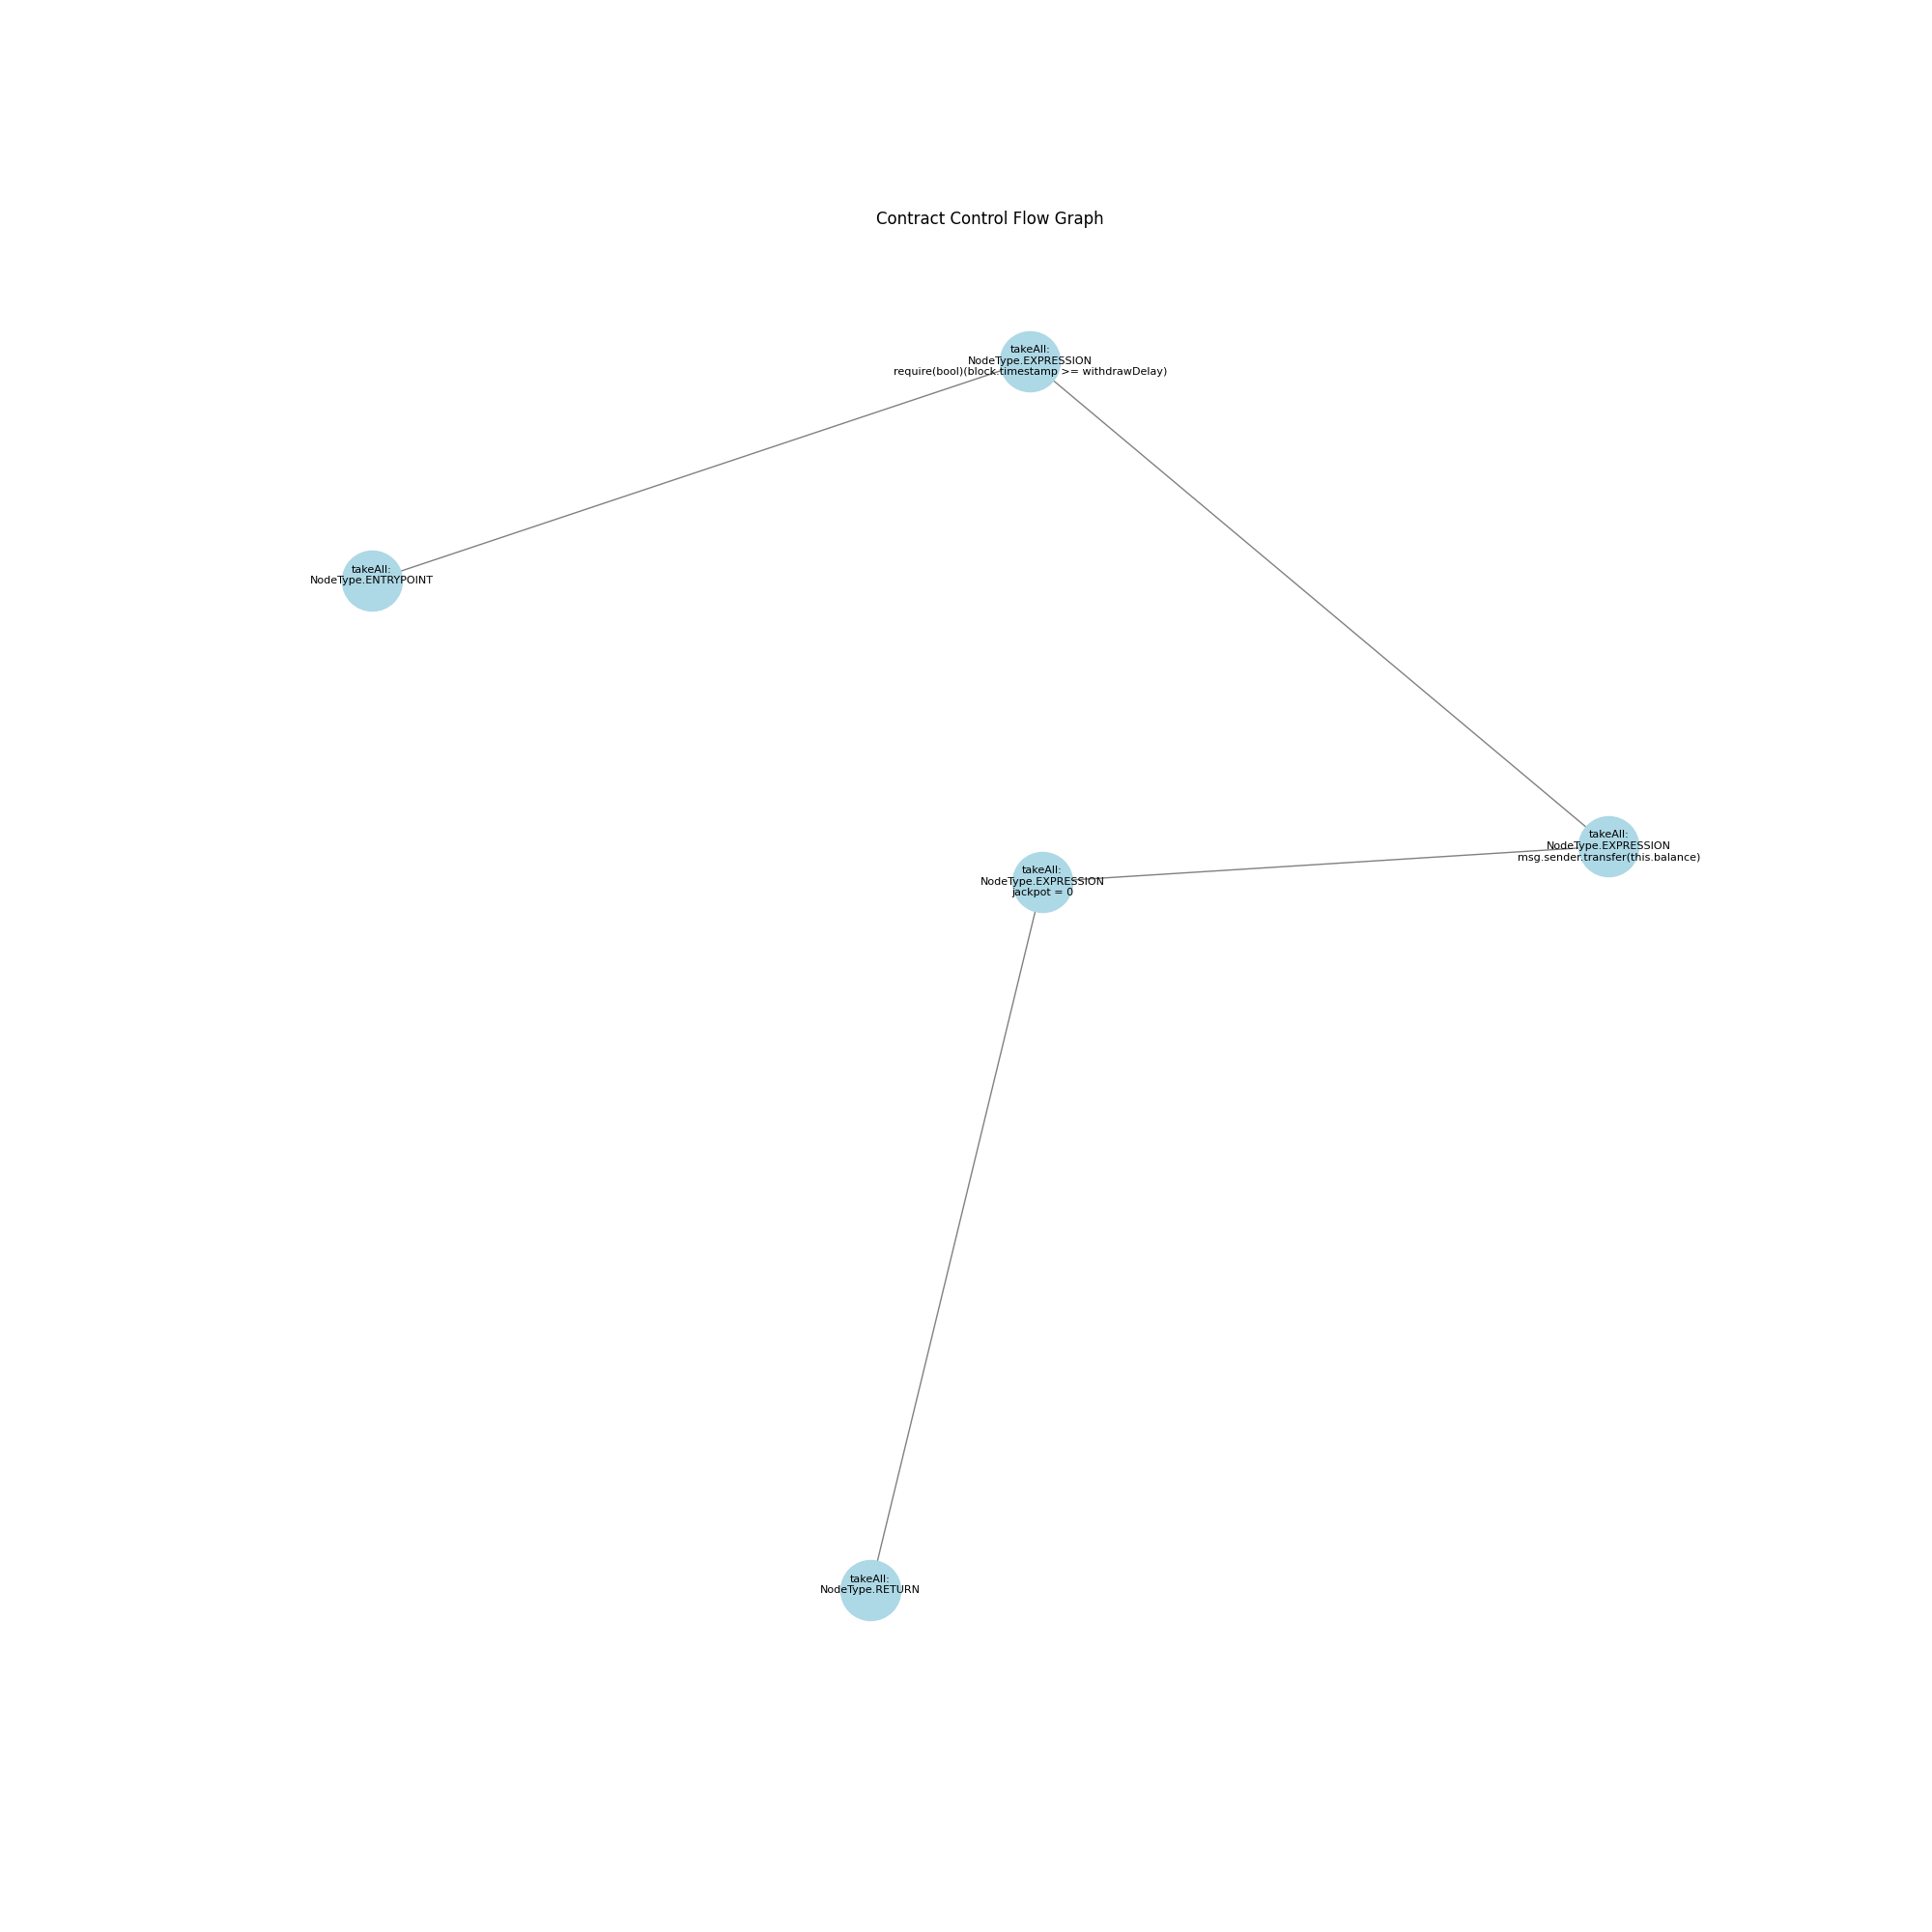 Contract Control Flow Graph
takeAll:
NodeType.EXPRESSION
require(bool)(block.timestamp >= withdrawDelay)
takeAll:
NodeType.ENTRYPOINT
takeAll:
NodeType.EXPRESSION
msg.sender.transfer(this.balance)
takeAll:
NodeType.EXPRESSION
jackpot = 0
takeAll:
NodeType.RETURN